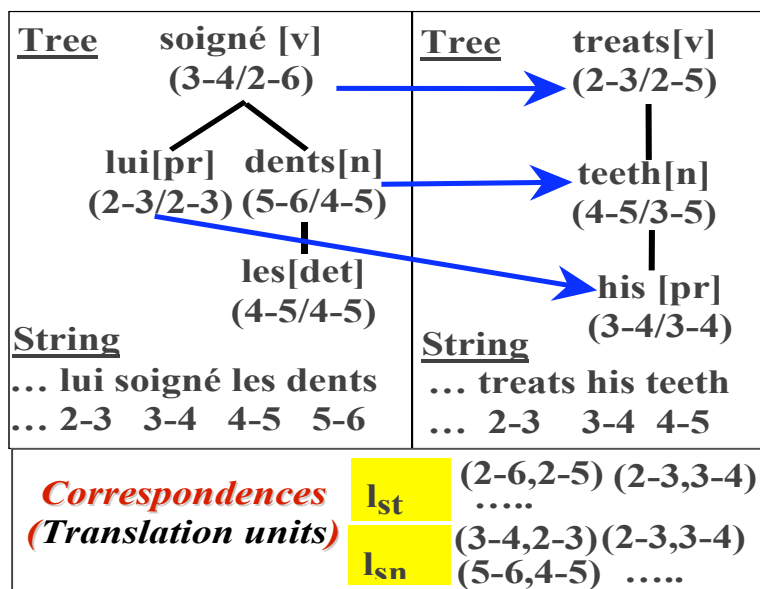 Tree
soigné [v]
(3-4/2-6)
lui[pr] dents[n]
(2-3/2-3) (5-6/4-5)
les[det]
(4-5/4-5)
String
… lui soigné les dents
… 2-3 3-4 4-5 5-6
Tree
treats[v]
(2-3/2-5)
teeth[n]
(4-5/3-5)
his [pr]
(3-4/3-4)
String
… treats his teeth
… 2-3 3-4 4-5
Correspondences
(Translation units)
lst
(2-6,2-5) (2-3,3-4)
…..
lsn
(3-4,2-3) (2-3,3-4)
(5-6,4-5) …..